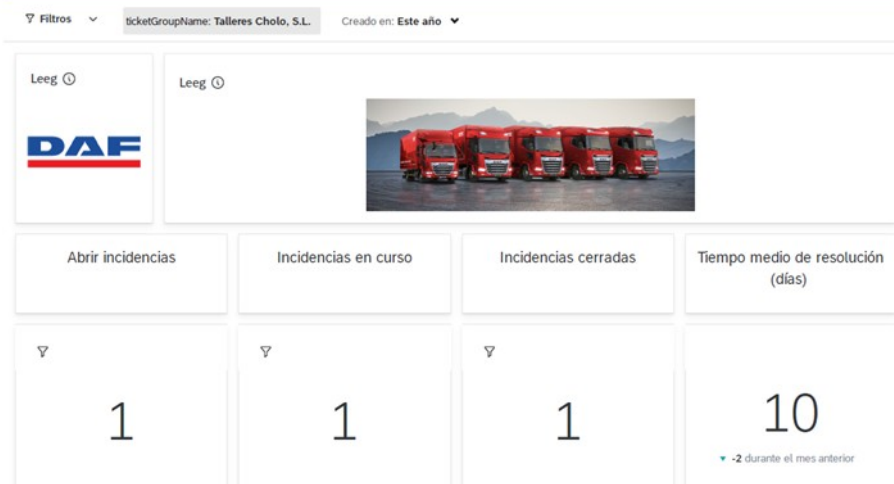 Filtros
ticketGroupName: Talleres Cholo, S.L.
Creado en: Este año
Leeg
DAF
Leeg
Abrir incidencias
Incidencias en curso
Incidencias cerradas
Tiempo medio de resolución
(días)
1
1
1
10
-2 durante el mes anterior